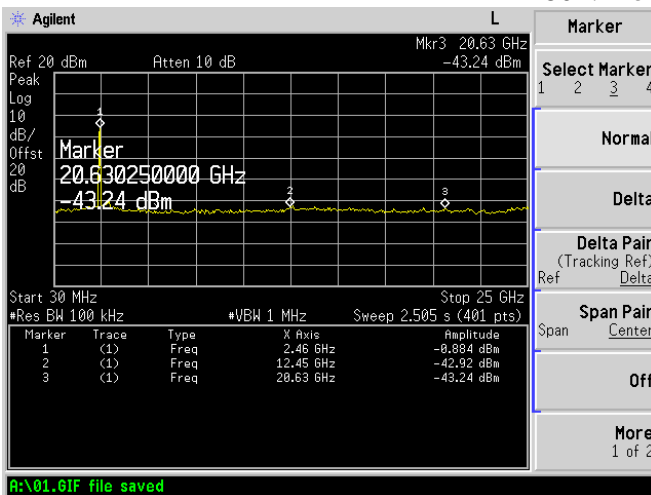 Agilent L
Mkr3 20.63 GHz
Ref 20 dBm Atten 10 dB -43.24 dBm
Peak
Log
10
dB/
Offst
20
dB
1
Marker
20.630250000 GHz
-43.24 dBm
2
3
Start 30 MHz Stop 25 GHz
#Res BW 100 kHz #VBW 1 MHz Sweep 2.505 s (401 pts)
Marker Trace Type X Axis Amplitude
1 (1) Freq 2.46 GHz -0.884 dBm
2 (1) Freq 12.45 GHz -42.92 dBm
3 (1) Freq 20.63 GHz -43.24 dBm
A:\01.GIF file saved
Marker
Select Marker
1 2 3 4
Normal
Delta
Delta Pair
(Tracking Ref)
Ref Delta
Span Pair
Span Center
Off
More
1 of 2